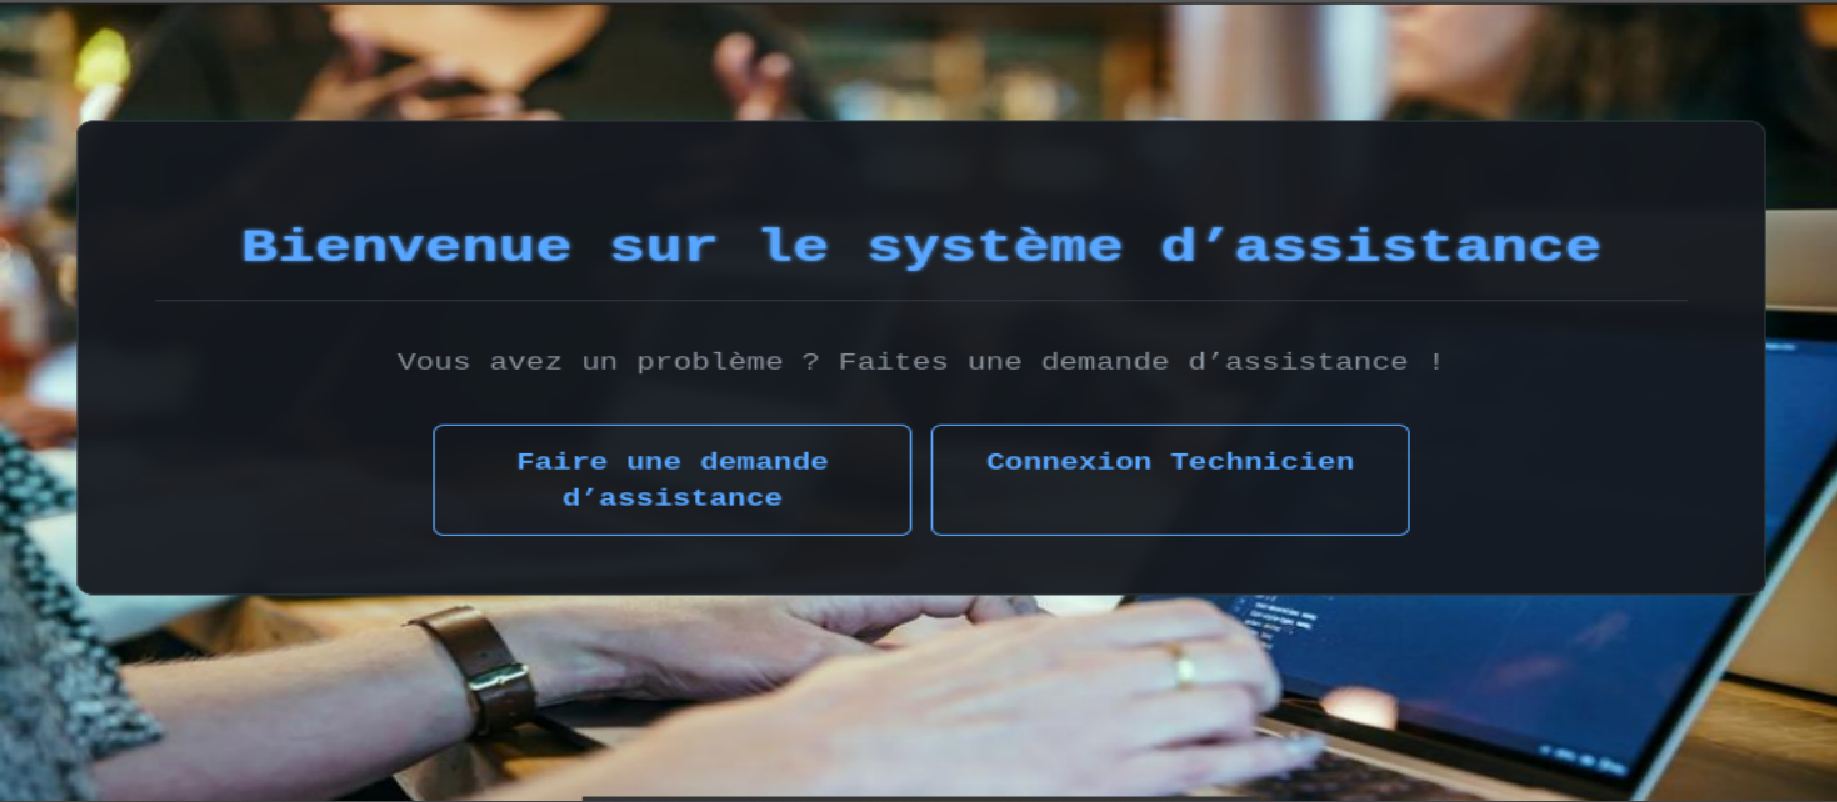 Bienvenue sur le système d’assistance
Vous avez un problème ? Faites une demande d’assistance !
Faire une demande
d’assistance
Connexion Technicien